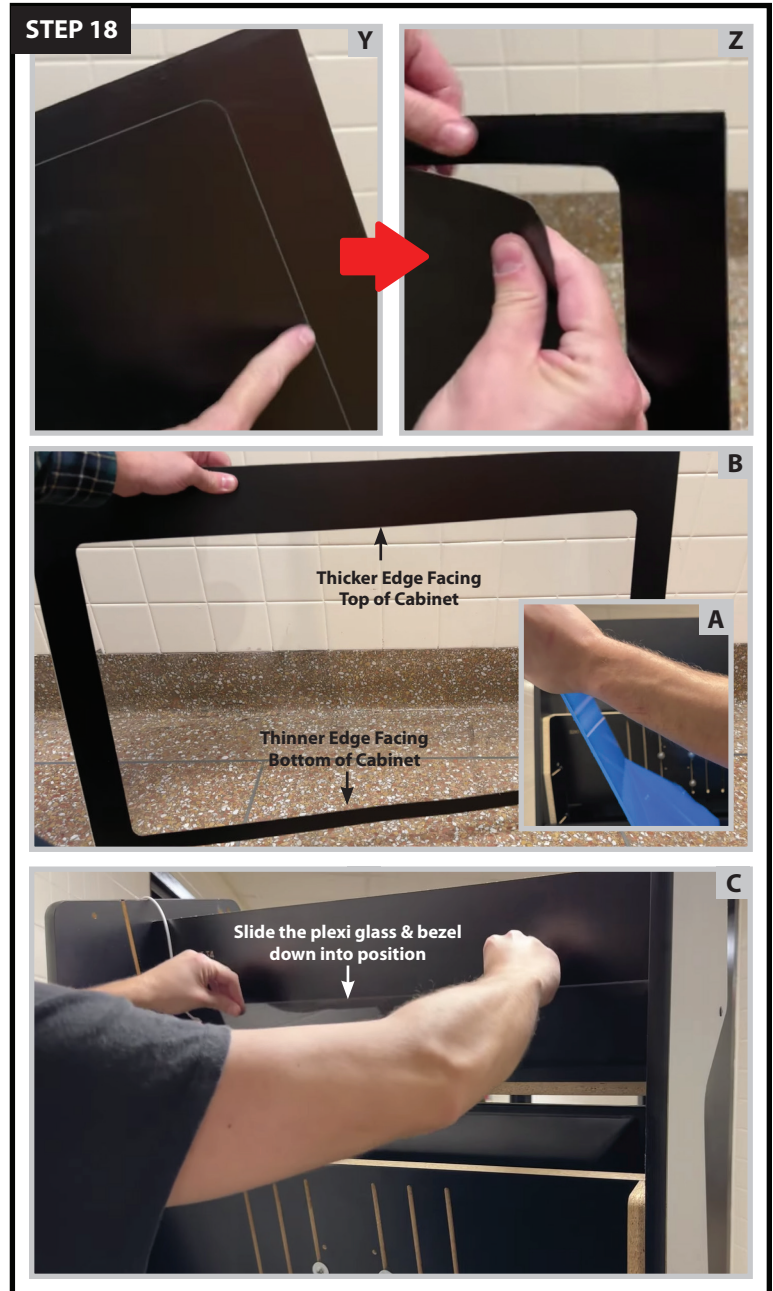 STEP 18
Y
Z
B
Thicker Edge Facing
Top of Cabinet
A
Thinner Edge Facing
Bottom of Cabinet
C
Slide the plexi glass & bezel
down into position